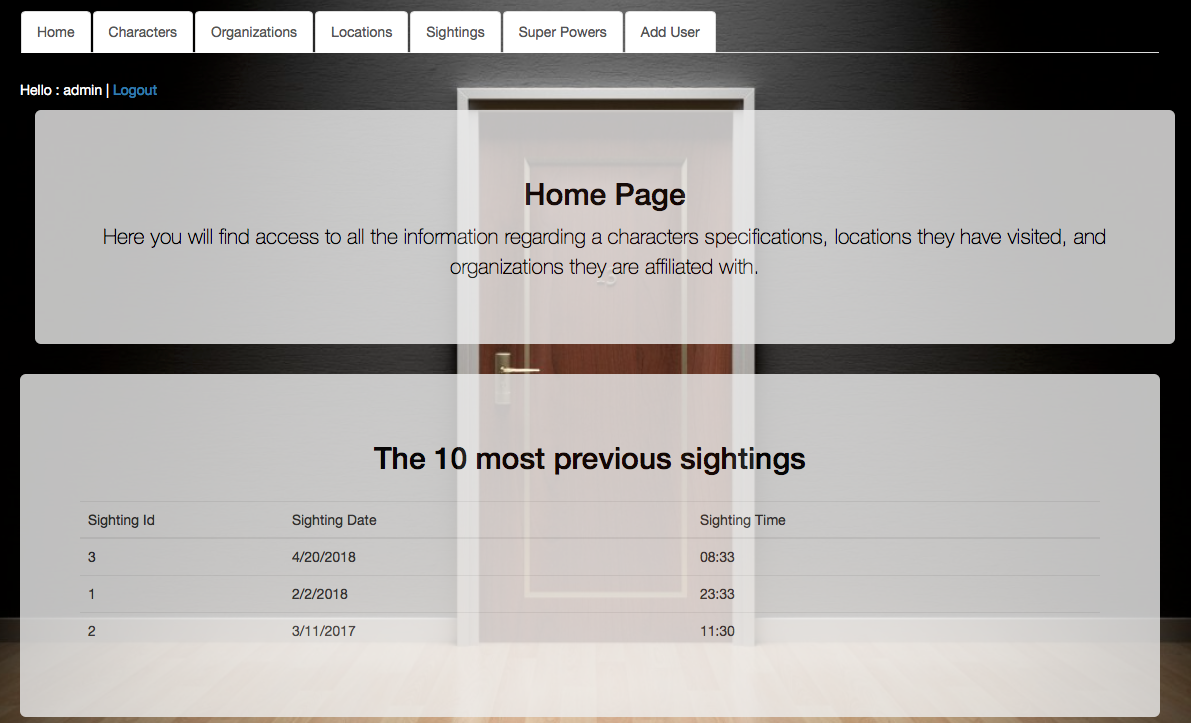 Home Characters Organizations Locations Sightings Super Powers Add User
Hello : admin | Logout
Home Page
Here you will find access to all the information regarding a characters specifications, locations they have visited, and
organizations they are affiliated with.
The 10 most previous sightings
Sighting Id Sighting Date Sighting Time
3 4/20/2018 08:33
1 2/2/2018 23:33
2 3/11/2017 11:30